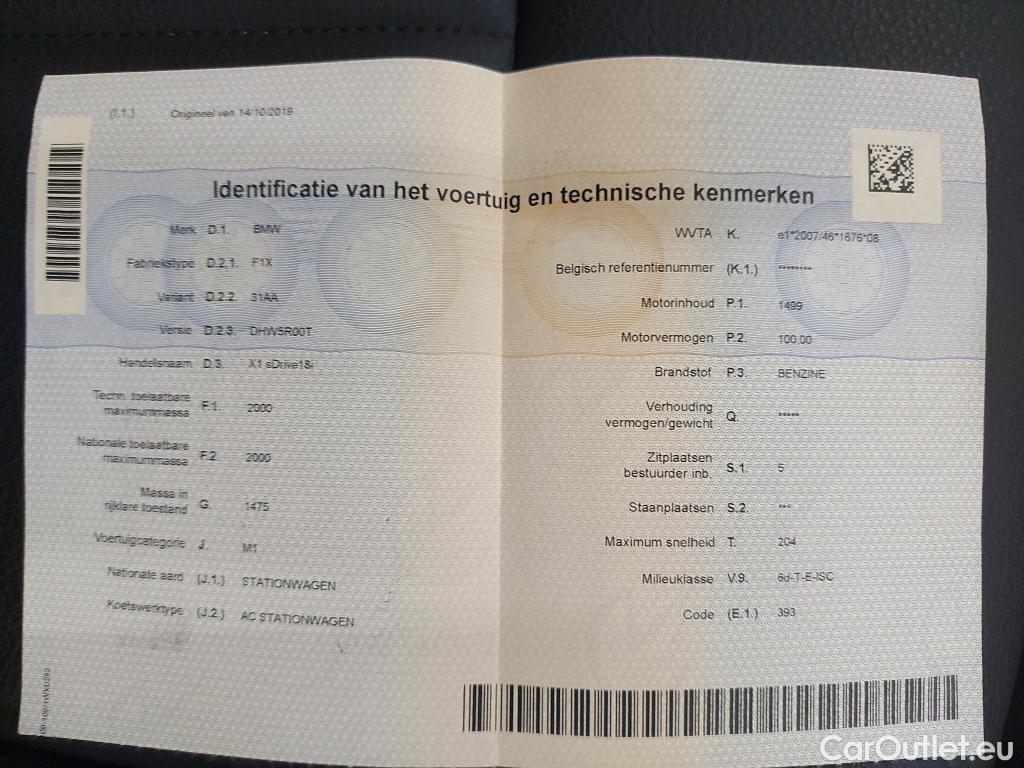 (I.1.) Origineel van 14/10/2019
Identificatie van het voertuig en technische kenmerken
Merk D.1. BMW
Fabriekstype D.2.1. F1X
Variant D.2.2. 31AA
Versie D.2.3. DHW5R00T
Handelsnaam D.3. X1 sDrive18i
Techn. toelaatbare
maximummassa F.1. 2000
Nationale toelaatbare
maximummassa F.2. 2000
Massa in
rijklare toestand G. 1475
Voertuigcategorie J. M1
Nationale aard (J.1.) STATIONWAGEN
Koetswerktype (J.2.) AC STATIONWAGEN
WVTA K. e1*2007/46*1676*08
Belgisch referentienummer (K.1.) ********
Motorinhoud P.1. 1499
Motorvermogen P.2. 100.00
Brandstof P.3. BENZINE
Verhouding
vermogen/gewicht Q. *****
Zitplaatsen
bestuurder inb. S.1. 5
Staanplaatsen S.2. ***
Maximum snelheid T. 204
Milieuklasse V.9. 6d-T-E-ISC
Code (E.1.) 393
CarOutlet.eu